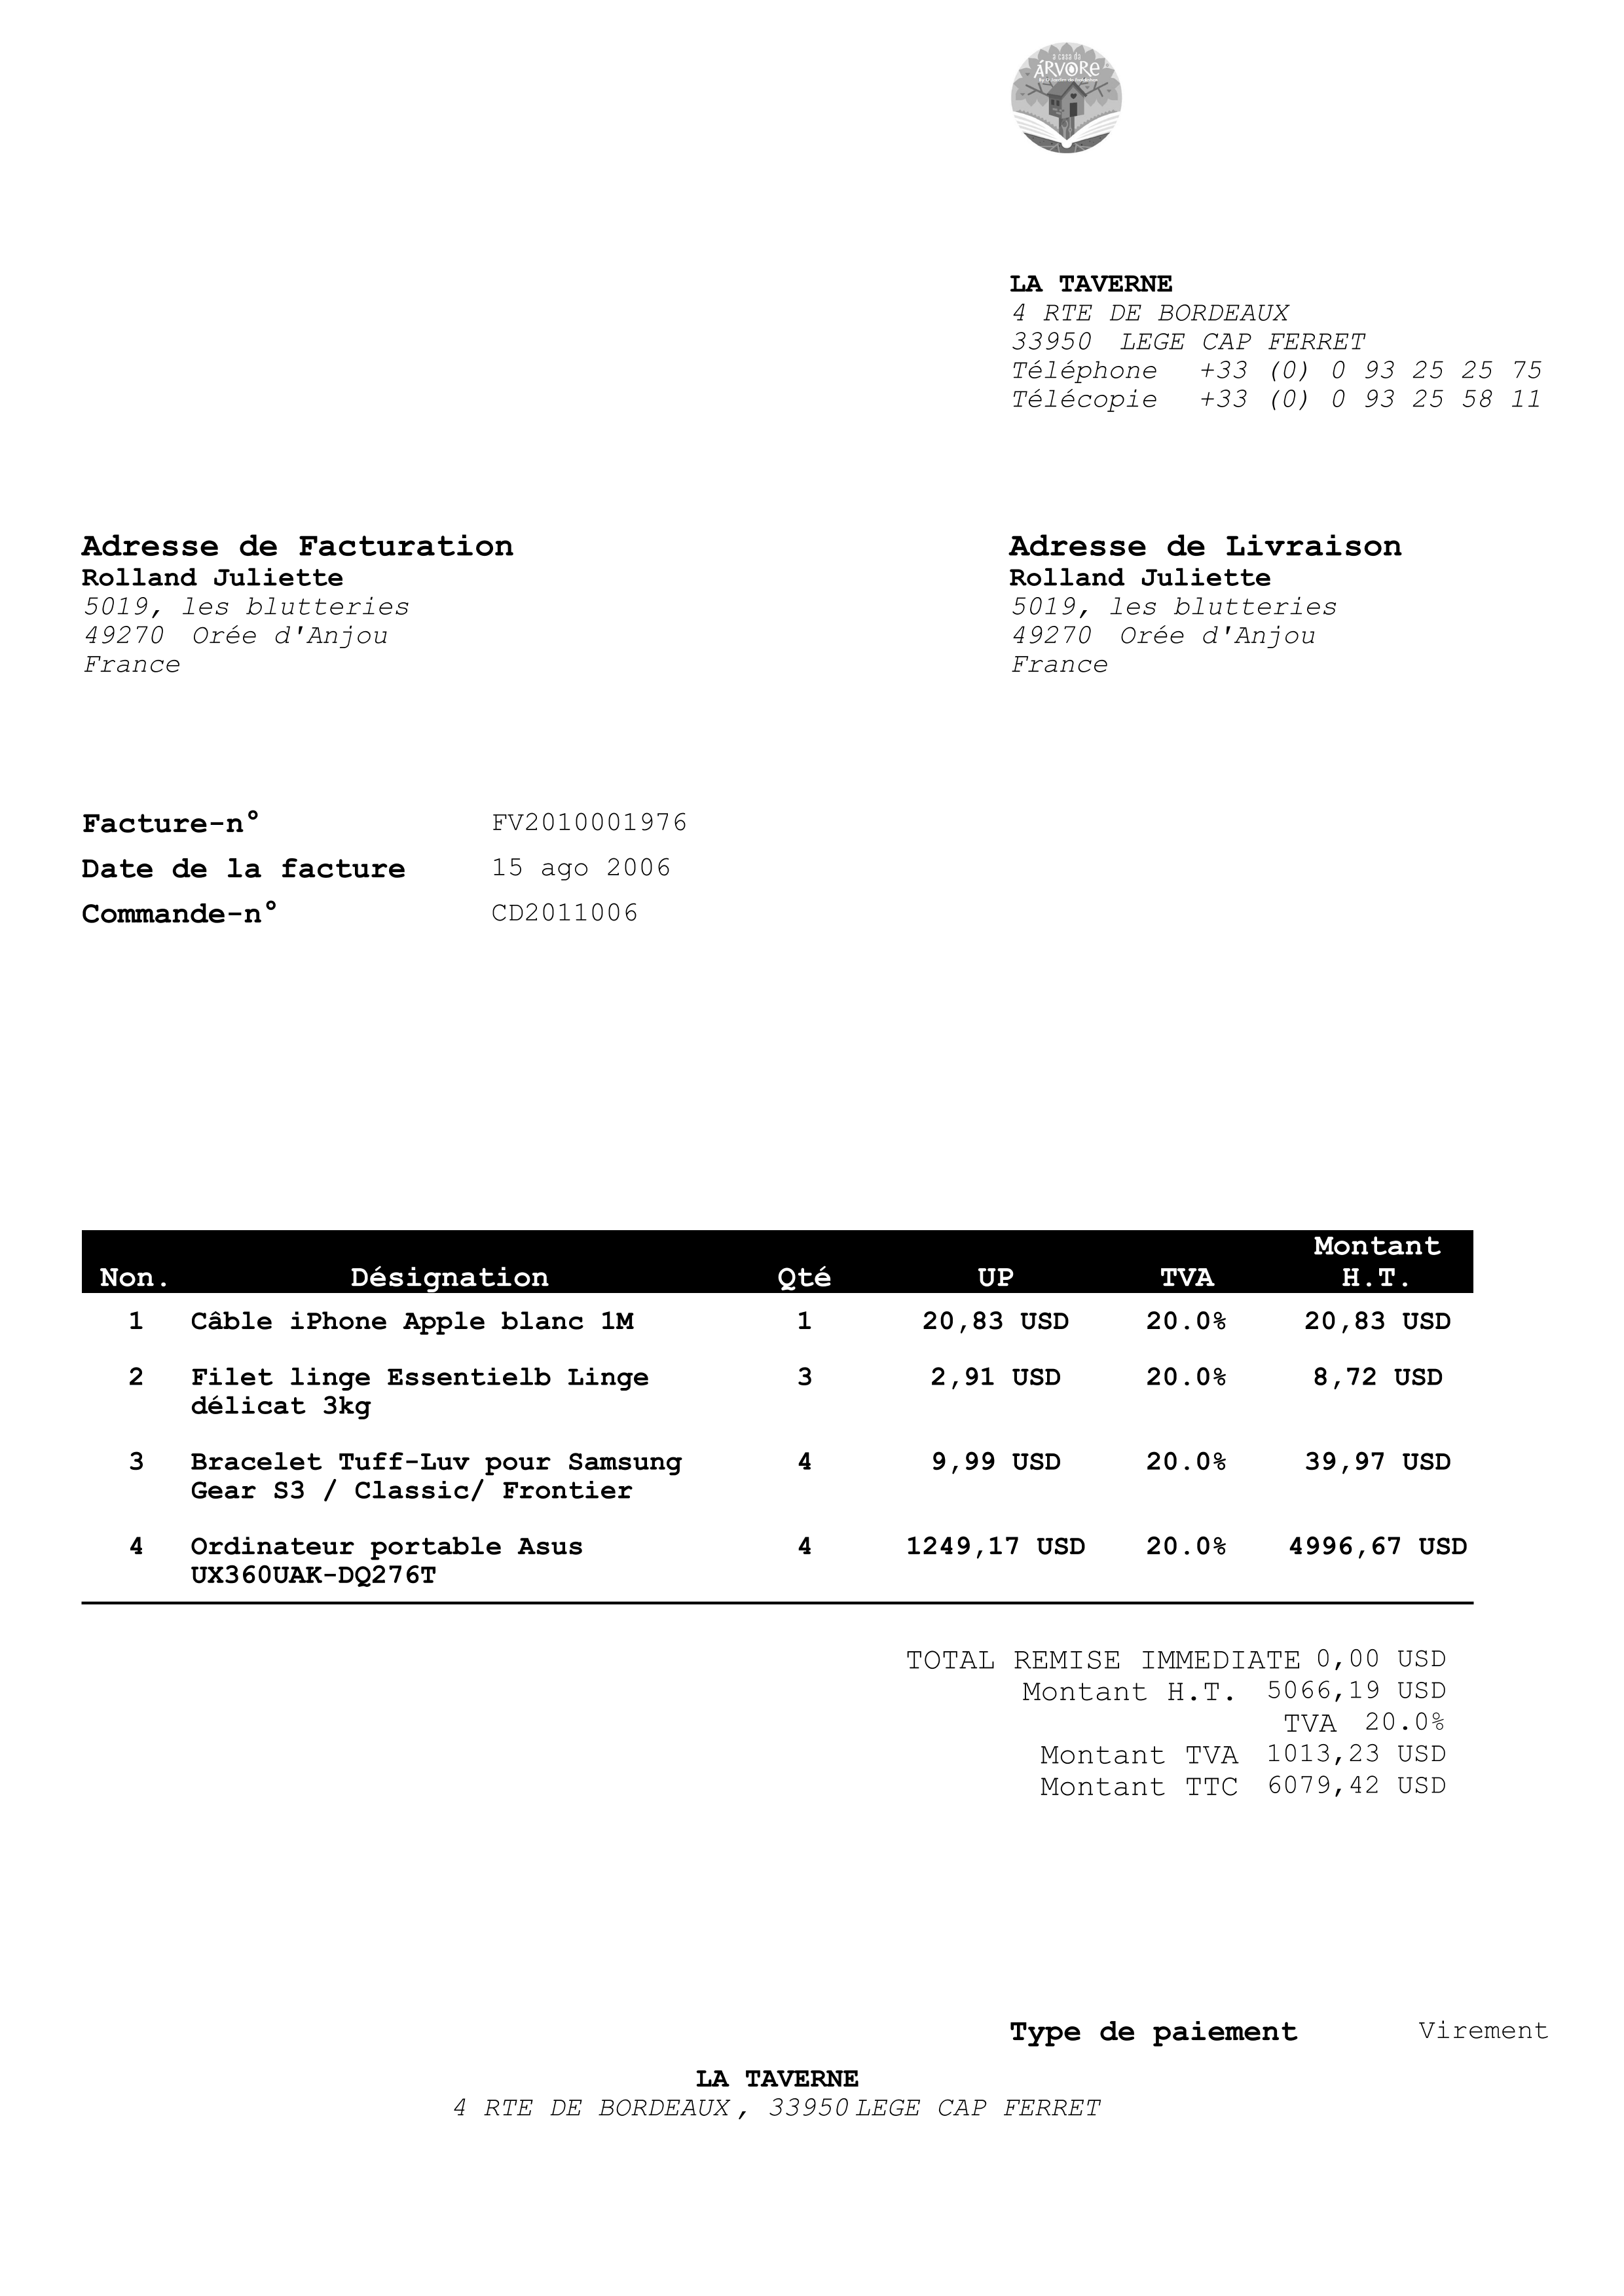 a casa da
ÁRVORe
LA TAVERNE
4 RTE DE BORDEAUX
33950 LEGE CAP FERRET
Téléphone +33 (0) 0 93 25 25 75
Télécopie +33 (0) 0 93 25 58 11
Adresse de Facturation
Rolland Juliette
5019, les blutteries
49270 Orée d'Anjou
France
Adresse de Livraison
Rolland Juliette
5019, les blutteries
49270 Orée d'Anjou
France
Facture-n° FV2010001976
Date de la facture 15 ago 2006
Commande-n° CD2011006
Non. Désignation Qté UP TVA Montant H.T.
1 Câble iPhone Apple blanc 1M 1 20,83 USD 20.0% 20,83 USD
2 Filet linge Essentielb Linge 3 2,91 USD 20.0% 8,72 USD
délicat 3kg
3 Bracelet Tuff-Luv pour Samsung 4 9,99 USD 20.0% 39,97 USD
Gear S3 / Classic/ Frontier
4 Ordinateur portable Asus 4 1249,17 USD 20.0% 4996,67 USD
UX360UAK-DQ276T
TOTAL REMISE IMMEDIATE 0,00 USD
Montant H.T. 5066,19 USD
TVA 20.0%
Montant TVA 1013,23 USD
Montant TTC 6079,42 USD
Type de paiement Virement
LA TAVERNE
4 RTE DE BORDEAUX , 33950 LEGE CAP FERRET